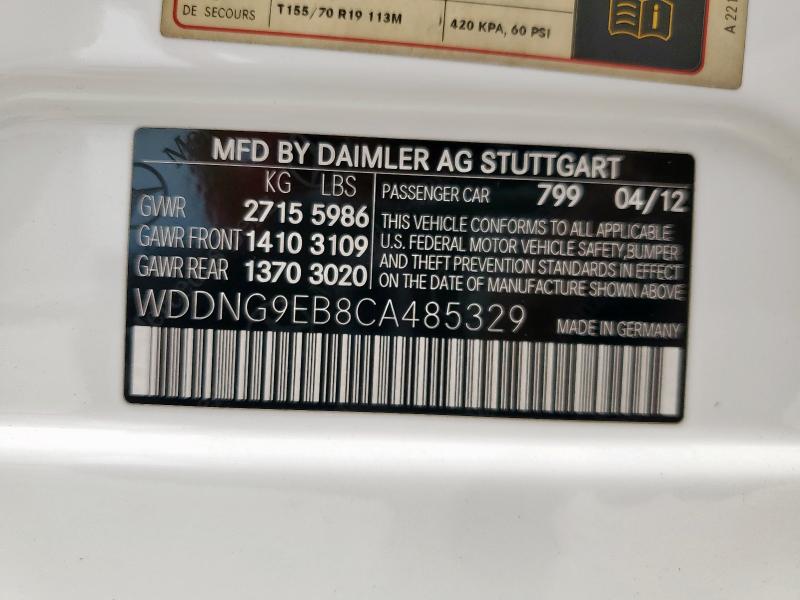 DE SECOURS T155/70 R19 113M 420 KPA, 60 PSI
A 221
MFD BY DAIMLER AG STUTTGART
KG LBS
GVWR 2715 5986
GAWR FRONT 1410 3109
GAWR REAR 1370 3020
PASSENGER CAR 799 04/12
THIS VEHICLE CONFORMS TO ALL APPLICABLE
U.S. FEDERAL MOTOR VEHICLE SAFETY, BUMPER
AND THEFT PREVENTION STANDARDS IN EFFECT
ON THE DATE OF MANUFACTURE SHOWN ABOVE
WDDNG9EB8CA485329 MADE IN GERMANY